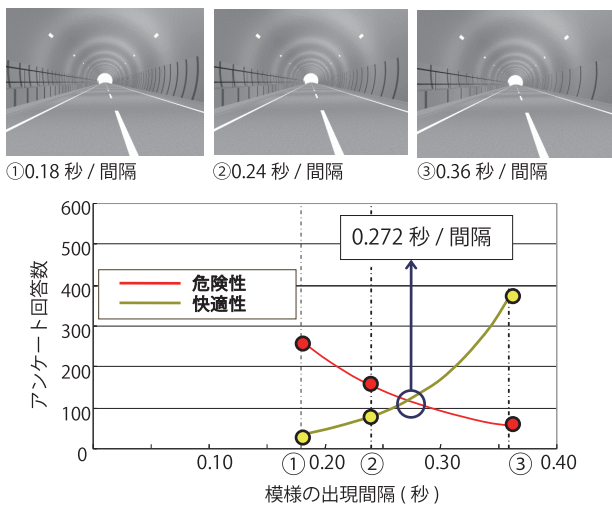 ①0.18 秒 / 間隔
②0.24 秒 / 間隔
③0.36 秒 / 間隔
600
500
400
300
200
100
0
アンケート回答数
0.272 秒 / 間隔
危険性
快適性
0
0.10
①
0.20
②
0.30
③
0.40
模様の出現間隔 ( 秒 )